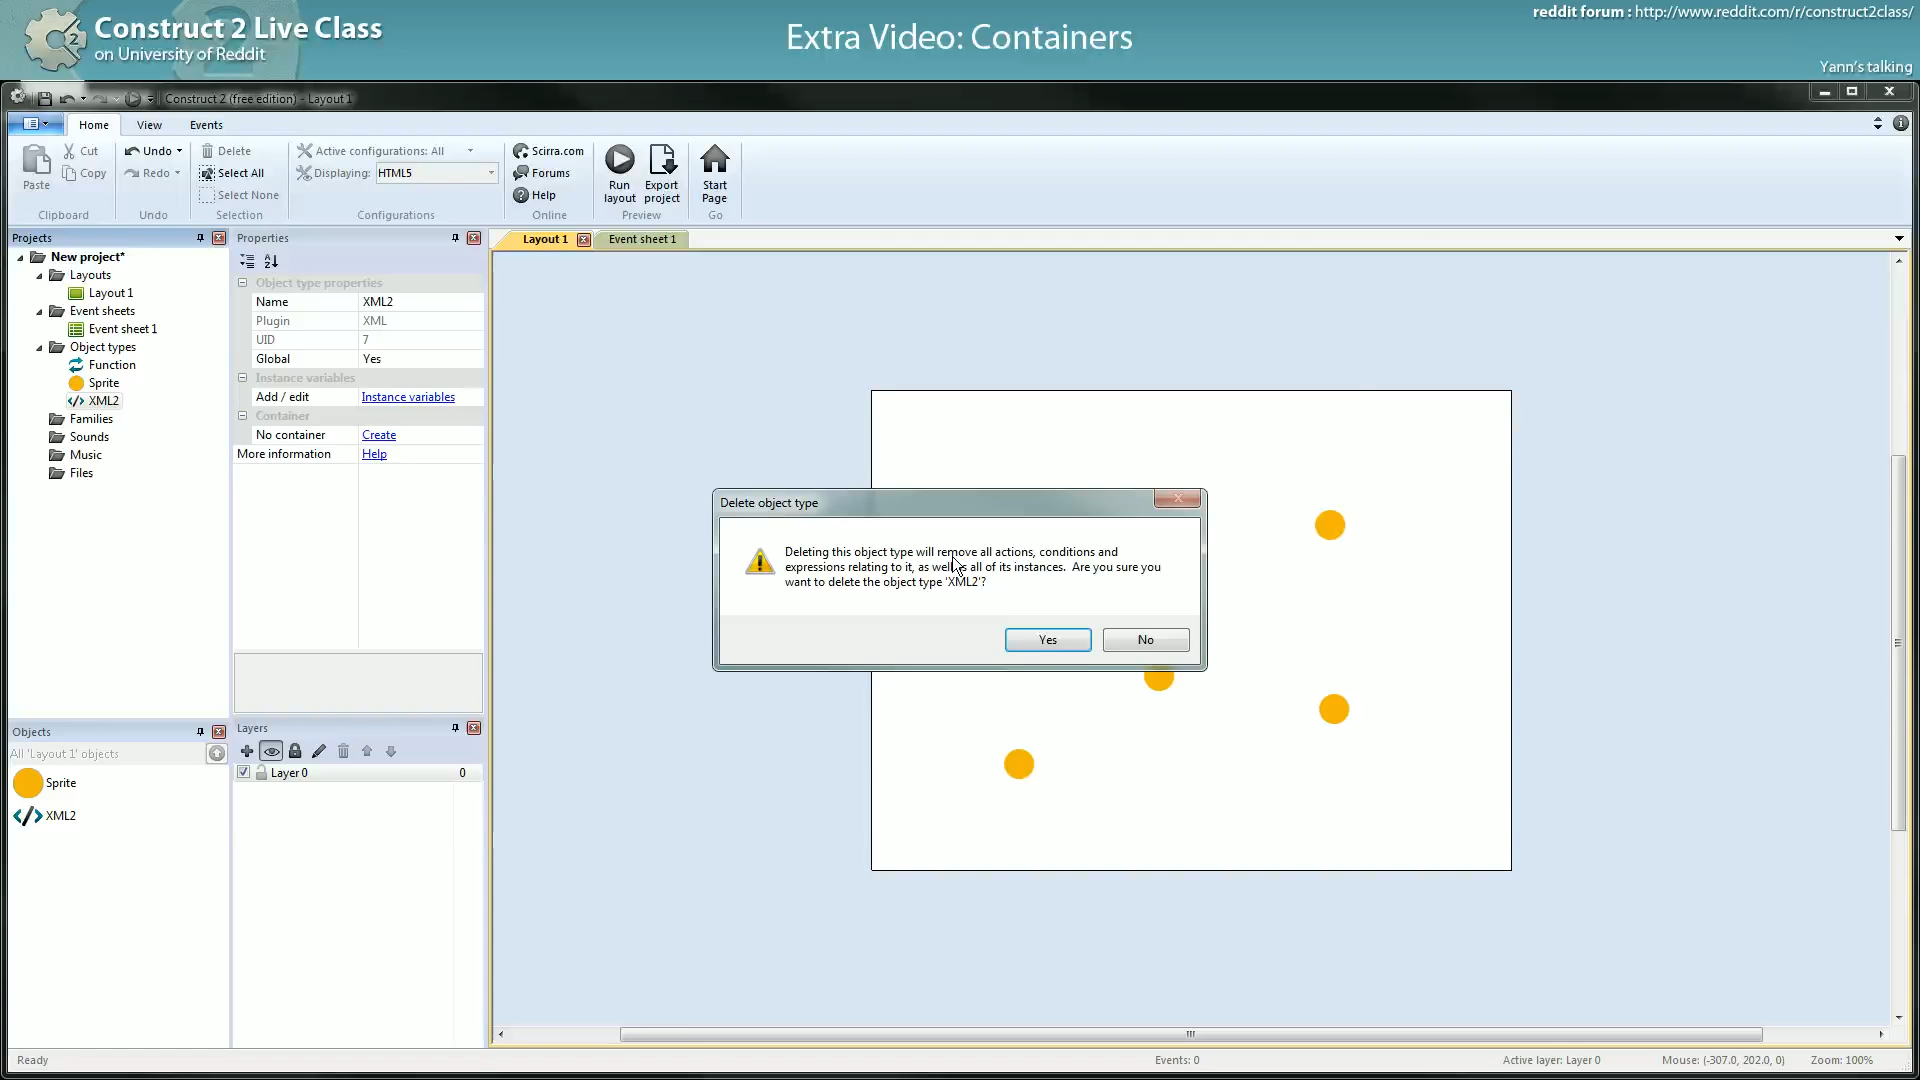 Construct 2 Live Class
on University of Reddit
Extra Video: Containers
reddit forum : http://www.reddit.com/r/construct2class/
Yann's talking
Construct 2 (free edition) - Layout 1
Home
View
Events
Paste
Cut
Copy
Clipboard
Undo
Redo
Undo
Delete
Select All
Select None
Selection
Active configurations: All
Displaying: HTML5
Configurations
Scirra.com
Forums
Help
Online
Run layout
Export project
Preview
Start Page
Go
Projects
New project*
Layouts
Layout 1
Event sheets
Event sheet 1
Object types
Function
Sprite
XML2
Families
Sounds
Music
Files
Properties
Object type properties
Name XML2
Plugin XML
UID 7
Global Yes
Instance variables
Add / edit Instance variables
Container
No container Create
More information Help
Layout 1
Event sheet 1
Delete object type
Deleting this object type will remove all actions, conditions and
expressions relating to it, as well as all of its instances. Are you sure you
want to delete the object type 'XML2'?
Yes
No
Objects
All 'Layout 1' objects
Sprite
XML2
Layers
Layer 0 0
Ready
Events: 0
Active layer: Layer 0
Mouse: (-307.0, 202.0, 0)
Zoom: 100%